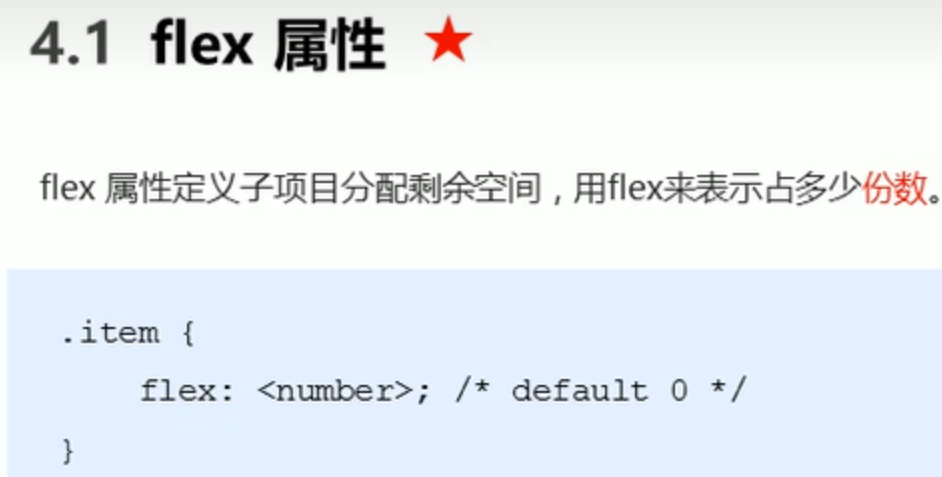 4.1 flex 属性 ★
flex 属性定义子项目分配剩余空间，用flex来表示占多少份数。
.item {
    flex: <number>; /* default 0 */
}